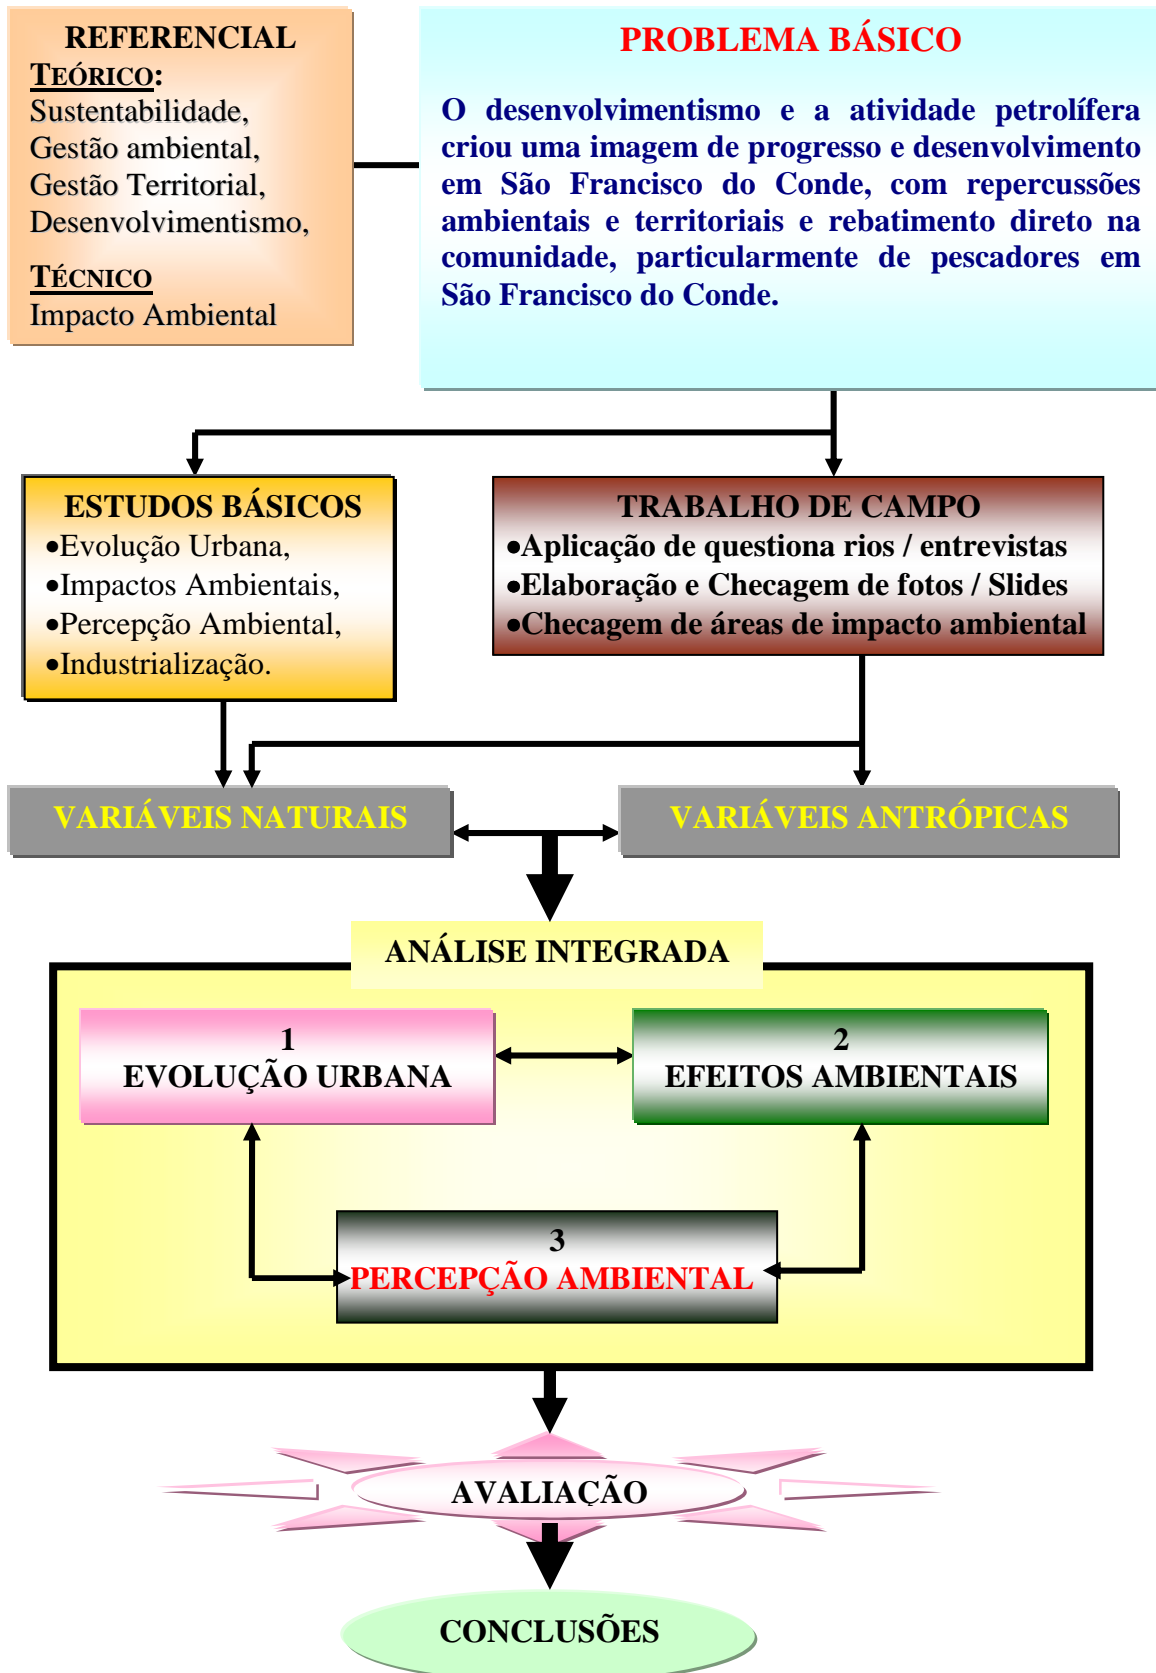 REFERENCIAL
TEÓRICO:
Sustentabilidade,
Gestão ambiental,
Gestão Territorial,
Desenvolvimentismo,
TÉCNICO
Impacto Ambiental
PROBLEMA BÁSICO
O desenvolvimentismo e a atividade petrolífera
criou uma imagem de progresso e desenvolvimento
em São Francisco do Conde, com repercussões
ambientais e territoriais e rebatimento direto na
comunidade, particularmente de pescadores em
São Francisco do Conde.
ESTUDOS BÁSICOS
•Evolução Urbana,
•Impactos Ambientais,
•Percepção Ambiental,
•Industrialização.
TRABALHO DE CAMPO
•Aplicação de questiona rios / entrevistas
•Elaboração e Checagem de fotos / Slides
•Checagem de áreas de impacto ambiental
VARIÁVEIS NATURAIS
VARIÁVEIS ANTRÓPICAS
ANÁLISE INTEGRADA
1
EVOLUÇÃO URBANA
2
EFEITOS AMBIENTAIS
3
PERCEPÇÃO AMBIENTAL
AVALIAÇÃO
CONCLUSÕES